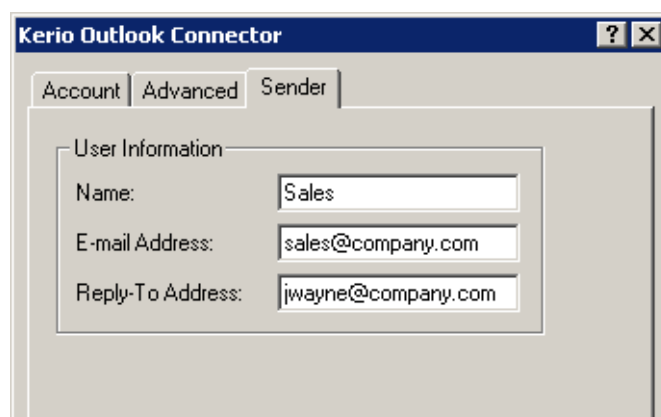 Kerio Outlook Connector
Account Advanced Sender
User Information
Name: Sales
E-mail Address: sales@company.com
Reply-To Address: jwayne@company.com